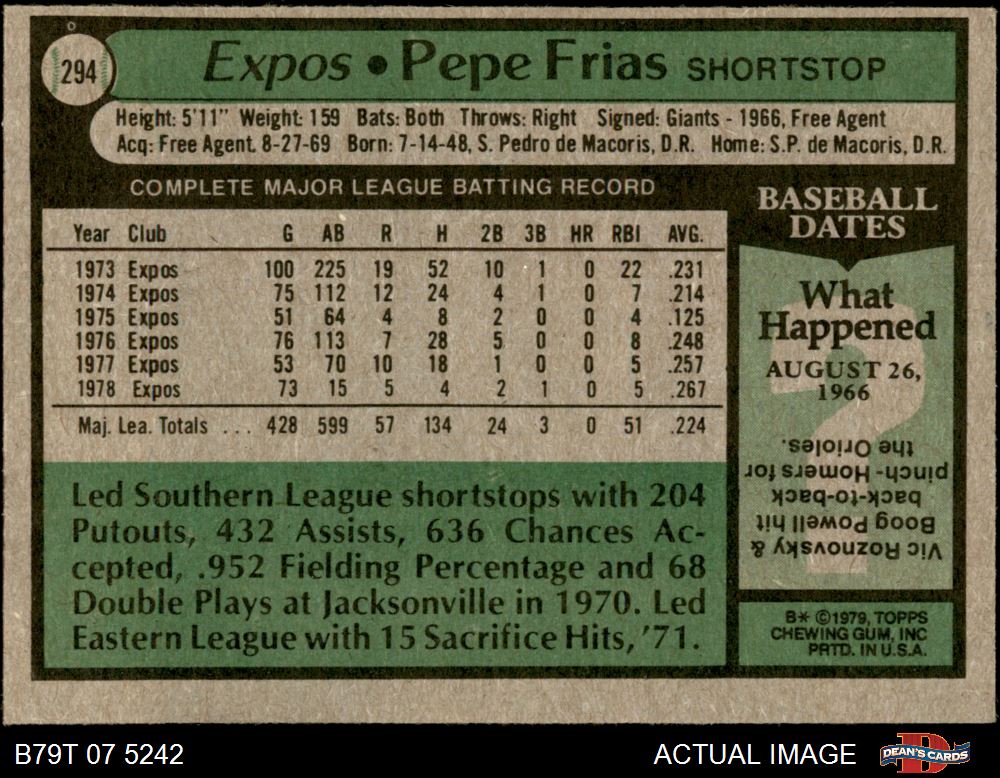 294
Expos • Pepe Frias SHORTSTOP
Height: 5'11" Weight: 159 Bats: Both Throws: Right Signed: Giants - 1966, Free Agent
Acq: Free Agent. 8-27-69 Born: 7-14-48, S. Pedro de Macoris, D.R. Home: S.P. de Macoris, D.R.
COMPLETE MAJOR LEAGUE BATTING RECORD
Year Club G AB R H 2B 3B HR RBI AVG.
1973 Expos 100 225 19 52 10 1 0 22 .231
1974 Expos 75 112 12 24 4 1 0 7 .214
1975 Expos 51 64 4 8 2 0 0 4 .125
1976 Expos 76 113 7 28 5 0 0 8 .248
1977 Expos 53 70 10 18 1 0 0 5 .257
1978 Expos 73 15 5 4 2 1 0 5 .267
Maj. Lea. Totals ... 428 599 57 134 24 3 0 51 .224
Led Southern League shortstops with 204
Putouts, 432 Assists, 636 Chances Ac-
cepted, .952 Fielding Percentage and 68
Double Plays at Jacksonville in 1970. Led
Eastern League with 15 Sacrifice Hits, '71.
BASEBALL
DATES
What
Happened
AUGUST 26,
1966
Vic Roznovsky &
Boog Powell hit
back-to-back
pinch-Homers for
the Orioles.
B* ©1979, TOPPS
CHEWING GUM, INC
PRTD. IN U.S.A.
B79T 07 5242
ACTUAL IMAGE
DEAN'S CARDS